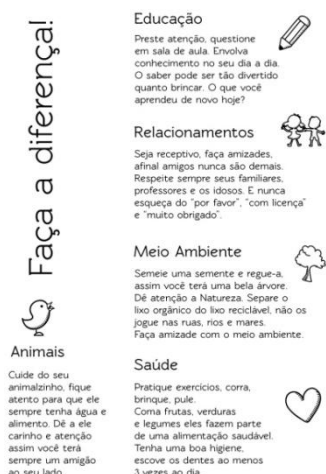 Faça a diferença!
Educação
Preste atenção, questione
em sala de aula. Envolva
conhecimento no seu dia a dia.
O saber pode ser tão divertido
quanto brincar. O que você
aprendeu de novo hoje?
Relacionamentos
Seja receptivo, faça amizades,
afinal amigos nunca são demais.
Respeite sempre seus familiares,
professores e os idosos. E nunca
esqueça do "por favor", "com licença"
e "muito obrigado".
Meio Ambiente
Semeie uma semente e regue-a,
assim você terá uma bela árvore.
Dê atenção a Natureza. Separe o
lixo orgânico do lixo reciclável, não os
jogue nas ruas, rios e mares.
Faça amizade com o meio ambiente.
Animais
Cuide do seu
animalzinho, fique
atento para que ele
sempre tenha água e
alimento. Dê a ele
carinho e atenção
assim você terá
sempre um amigão
ao seu lado
Saúde
Pratique exercícios, corra,
brinque, pule.
Coma frutas, verduras
e legumes eles fazem parte
de uma alimentação saudável.
Tenha uma boa higiene,
escove os dentes ao menos
3 vezes ao dia